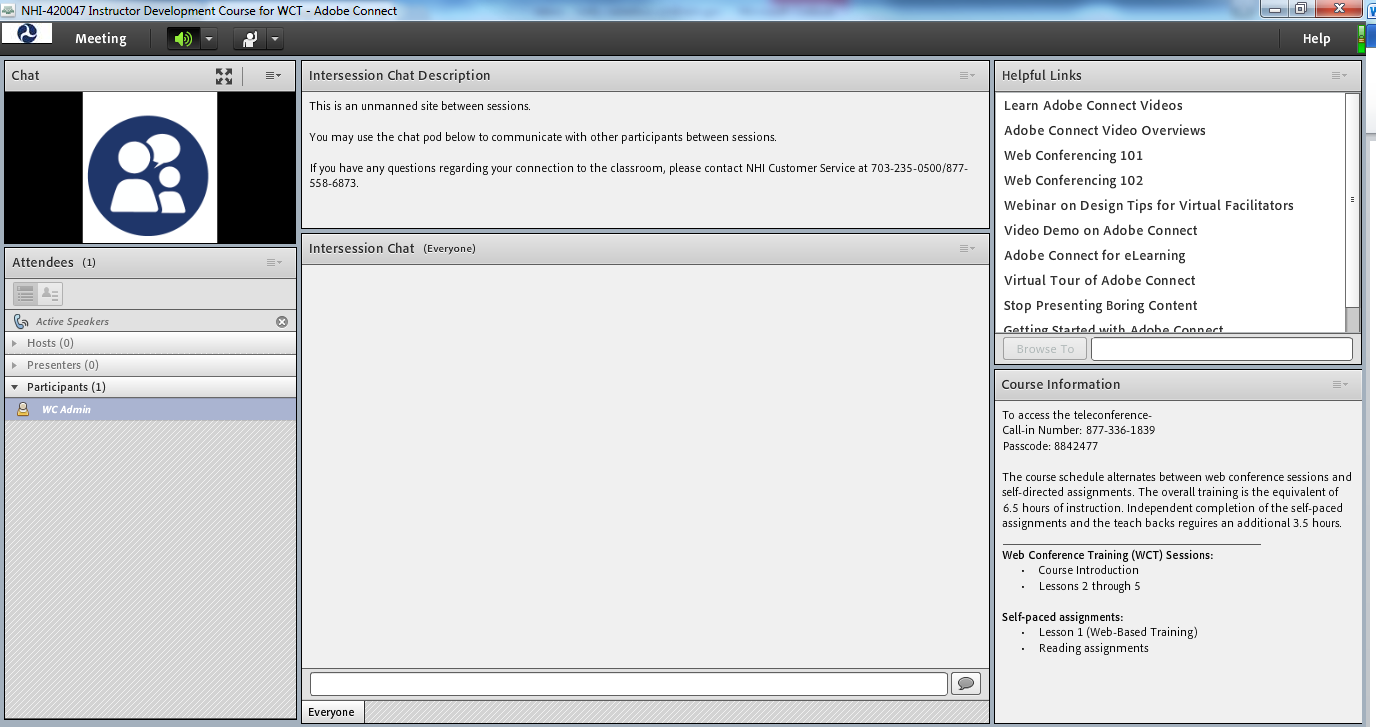 NHI-420047 Instructor Development Course for WCT - Adobe Connect
Meeting
Help
Chat
Attendees (1)
Active Speakers
Hosts (0)
Presenters (0)
Participants (1)
WC Admin
Intersession Chat Description
This is an unmanned site between sessions.
You may use the chat pod below to communicate with other participants between sessions.
If you have any questions regarding your connection to the classroom, please contact NHI Customer Service at 703-235-0500/877-
558-6873.
Intersession Chat (Everyone)
Everyone
Helpful Links
Learn Adobe Connect Videos
Adobe Connect Video Overviews
Web Conferencing 101
Web Conferencing 102
Webinar on Design Tips for Virtual Facilitators
Video Demo on Adobe Connect
Adobe Connect for eLearning
Virtual Tour of Adobe Connect
Stop Presenting Boring Content
Getting Started with Adobe Connect
Browse To
Course Information
To access the teleconference-
Call-in Number: 877-336-1839
Passcode: 8842477
The course schedule alternates between web conference sessions and
self-directed assignments. The overall training is the equivalent of
6.5 hours of instruction. Independent completion of the self-paced
assignments and the teach backs requires an additional 3.5 hours.
Web Conference Training (WCT) Sessions:
• Course Introduction
• Lessons 2 through 5
Self-paced assignments:
• Lesson 1 (Web-Based Training)
• Reading assignments